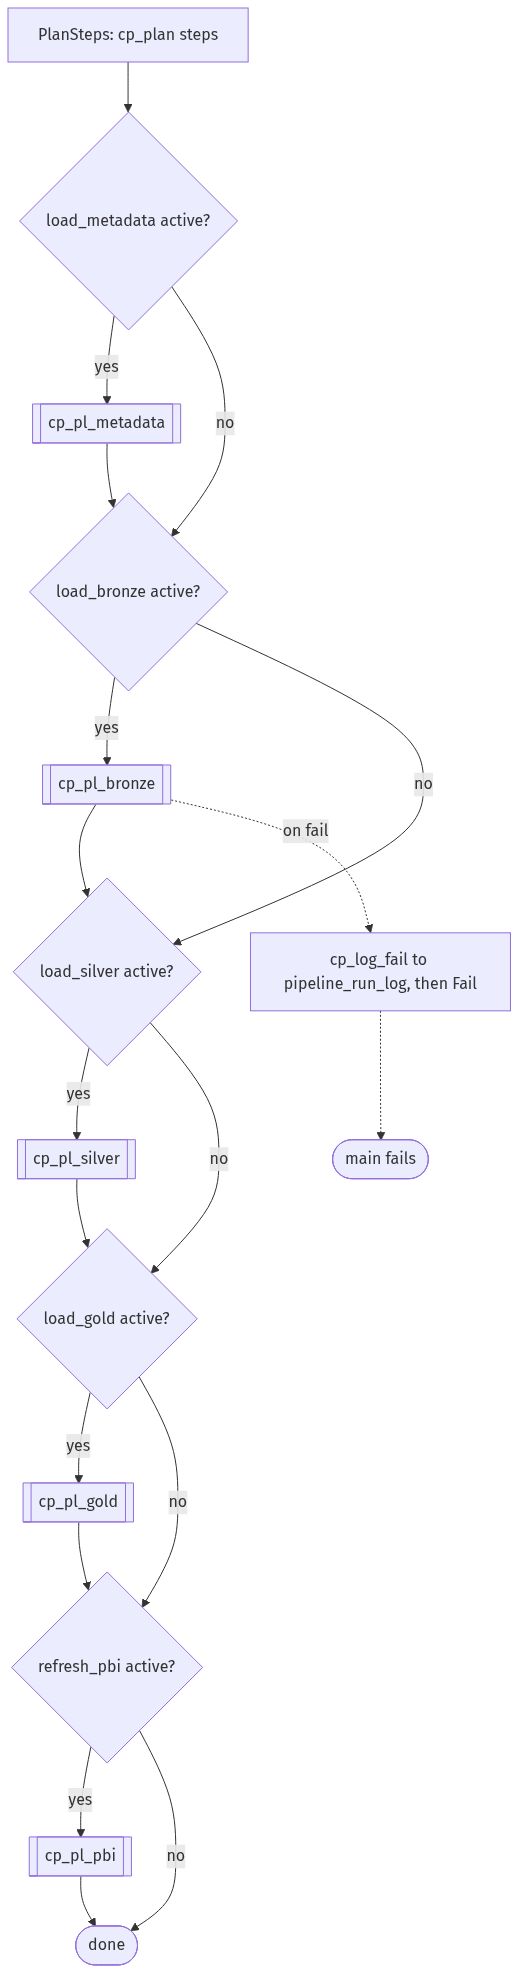 PlanSteps: cp_plan steps
load_metadata active?
yes
no
cp_pl_metadata
load_bronze active?
yes
no
cp_pl_bronze
on fail
load_silver active?
cp_log_fail to
pipeline_run_log, then Fail
yes
no
cp_pl_silver
main fails
load_gold active?
yes
no
cp_pl_gold
refresh_pbi active?
yes
no
cp_pl_pbi
done